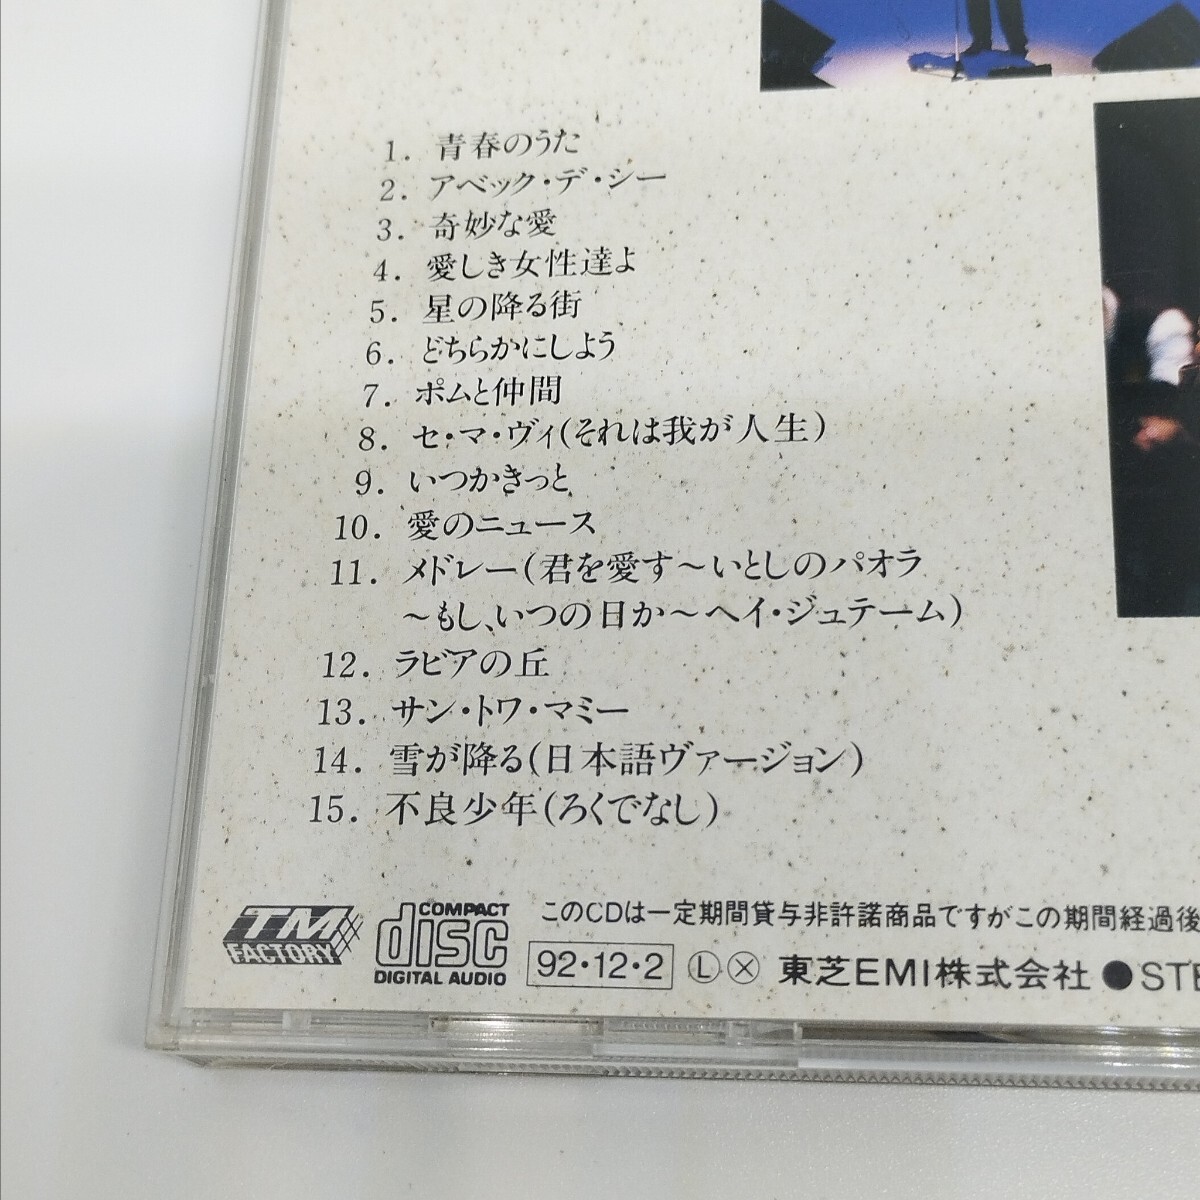 1. 青春のうた
2. アベック・デ・シー
3. 奇妙な愛
4. 愛しき女性達よ
5. 星の降る街
6. どちらかにしよう
7. ポムと仲間
8. セ・マ・ヴィ(それは我が人生)
9. いつかきっと
10. 愛のニュース
11. メドレー(君を愛す～いとしのパオラ
～もし、いつの日か～ヘイ・ジュテーム)
12. ラビアの丘
13. サン・トワ・マミー
14. 雪が降る(日本語ヴァージョン)
15. 不良少年(ろくでなし)
TM
FACTORY
COMPACT
disc
DIGITAL AUDIO
このCDは一定期間貸与非許諾商品ですがこの期間経過後
92・12・2 Ⓛ Ⓧ 東芝EMI株式会社 ●STE